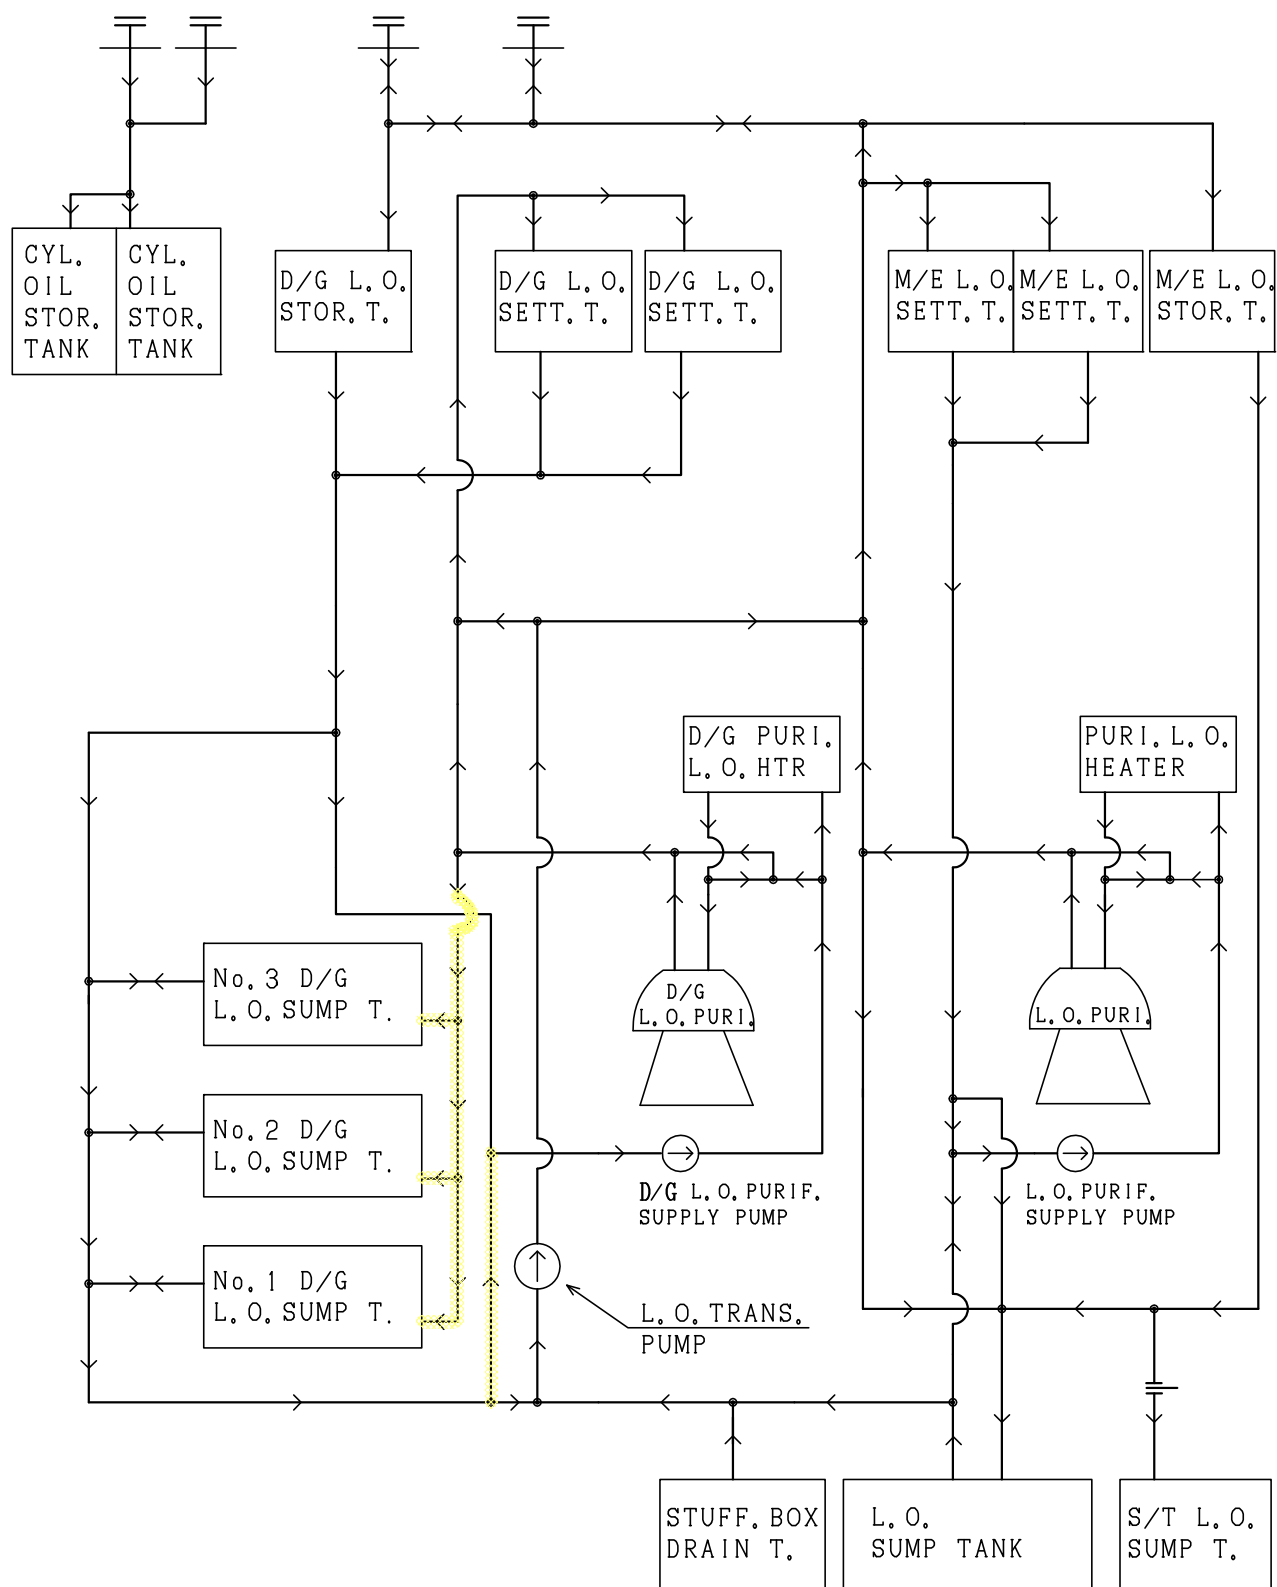 CYL.
OIL
STOR.
TANK
CYL.
OIL
STOR.
TANK
D/G L.O.
STOR.T.
D/G L.O.
SETT.T.
D/G L.O.
SETT.T.
M/E L.O.
SETT.T.
M/E L.O.
SETT.T.
M/E L.O.
STOR.T.
D/G PURI.
L.O.HTR
PURI.L.O.
HEATER
No.3 D/G
L.O.SUMP T.
D/G
L.O.PURI.
L.O.PURI.
No.2 D/G
L.O.SUMP T.
D/G L.O.PURIF.
SUPPLY PUMP
L.O.PURIF.
SUPPLY PUMP
No.1 D/G
L.O.SUMP T.
L.O.TRANS.
PUMP
STUFF.BOX
DRAIN T.
L.O.
SUMP TANK
S/T L.O.
SUMP T.